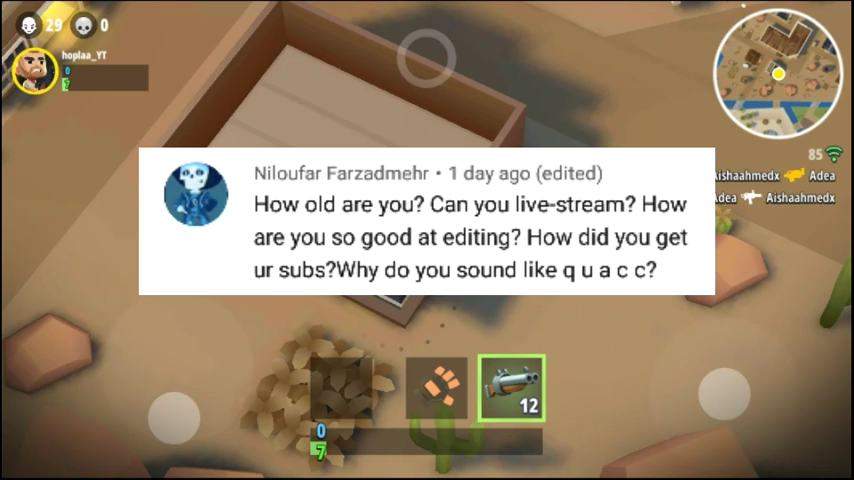 29 0
hoplaa_YT
0
7
85
Aishaahmedx Adea
Adea Aishaahmedx
Niloufar Farzadmehr • 1 day ago (edited)
How old are you? Can you live-stream? How
are you so good at editing? How did you get
ur subs?Why do you sound like q u a c c?
12
0
7